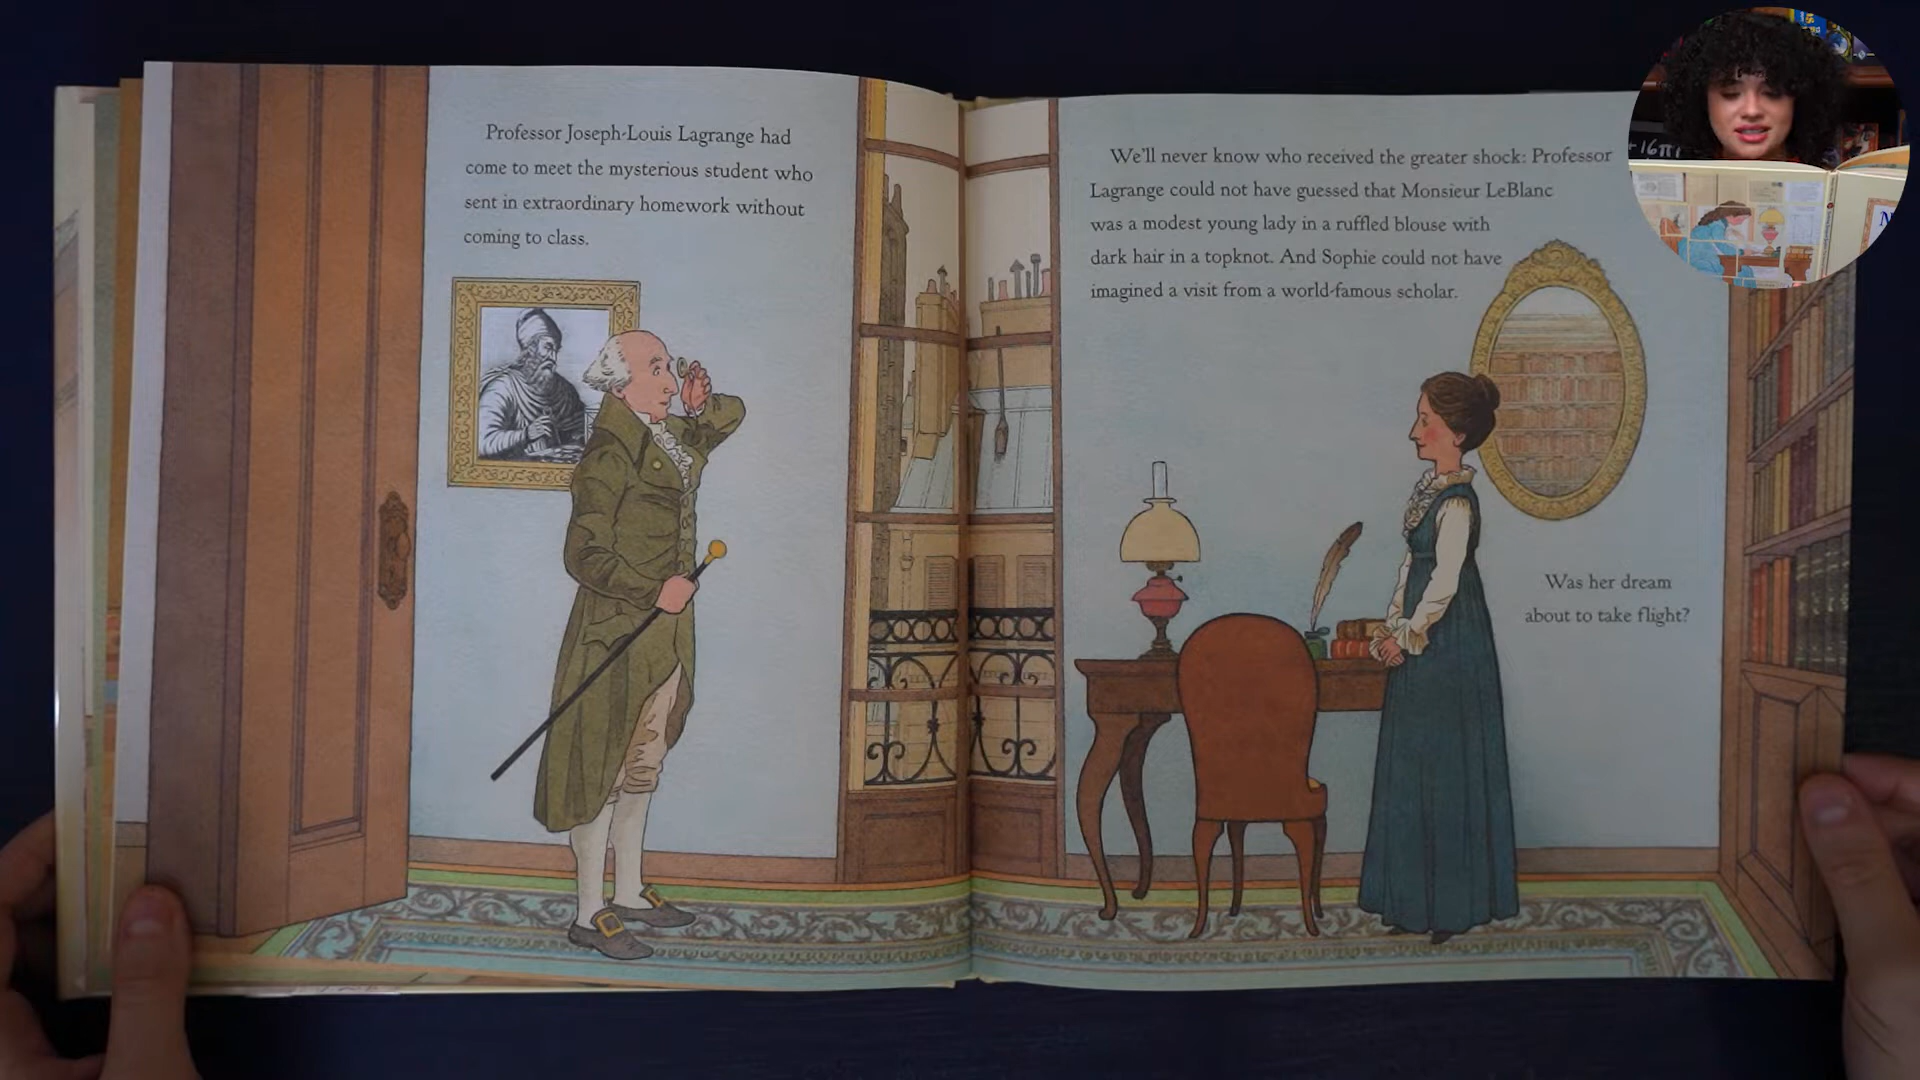 Professor Joseph-Louis Lagrange had
come to meet the mysterious student who
sent in extraordinary homework without
coming to class.
We'll never know who received the greater shock: Professor
Lagrange could not have guessed that Monsieur LeBlanc
was a modest young lady in a ruffled blouse with
dark hair in a topknot. And Sophie could not have
imagined a visit from a world-famous scholar.
Was her dream
about to take flight?
+16π